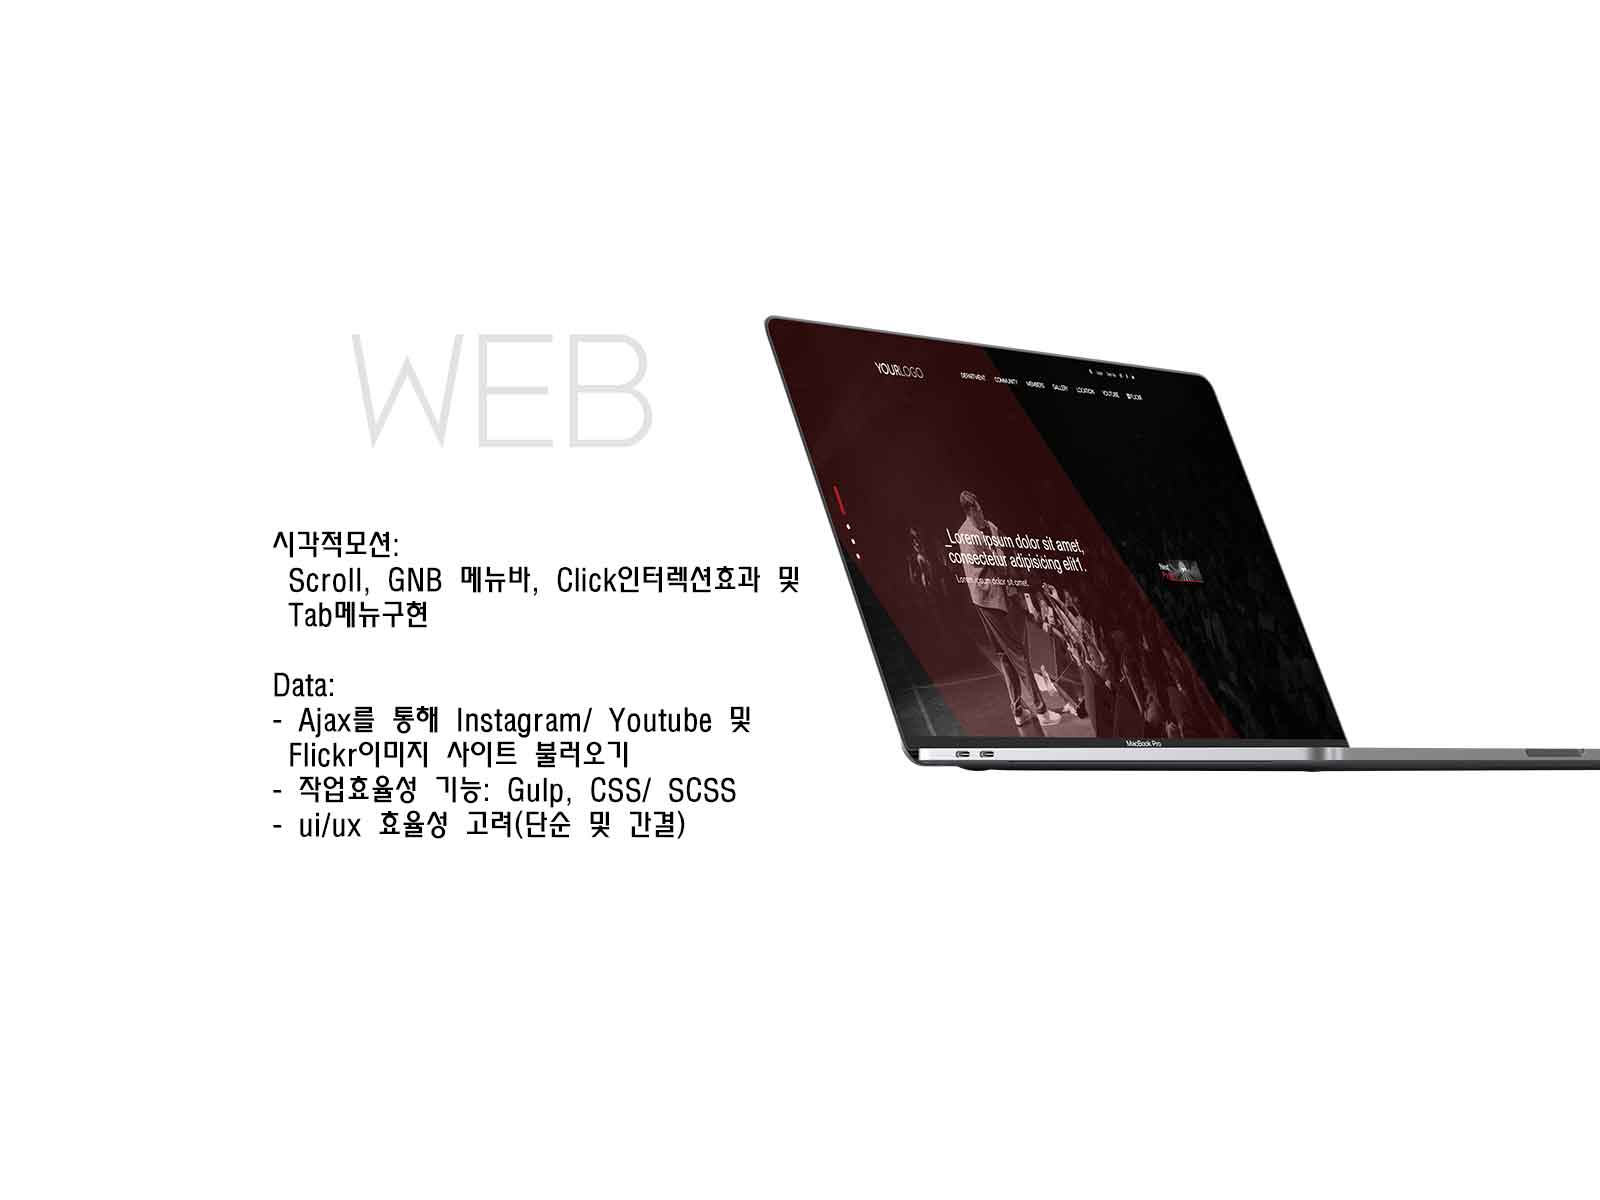 WEB
시각적모션:
Scroll, GNB 메뉴바, Click인터렉션효과 및
Tab메뉴구현
Data:
- Ajax를 통해 Instagram/ Youtube 및
Flickr이미지 사이트 불러오기
- 작업효율성 기능: Gulp, CSS/ SCSS
- ui/ux 효율성 고려(단순 및 간결)
YOURLOGO
DEPARTMENT COMMUNITY MEMBERS GALLERY LOCATION YOUTUBE FLICKR
_Lorem ipsum dolor sit amet,
consectetur adipisicing elit1.
Lorem ipsum dolor sit amet.
Next
MacBook Pro